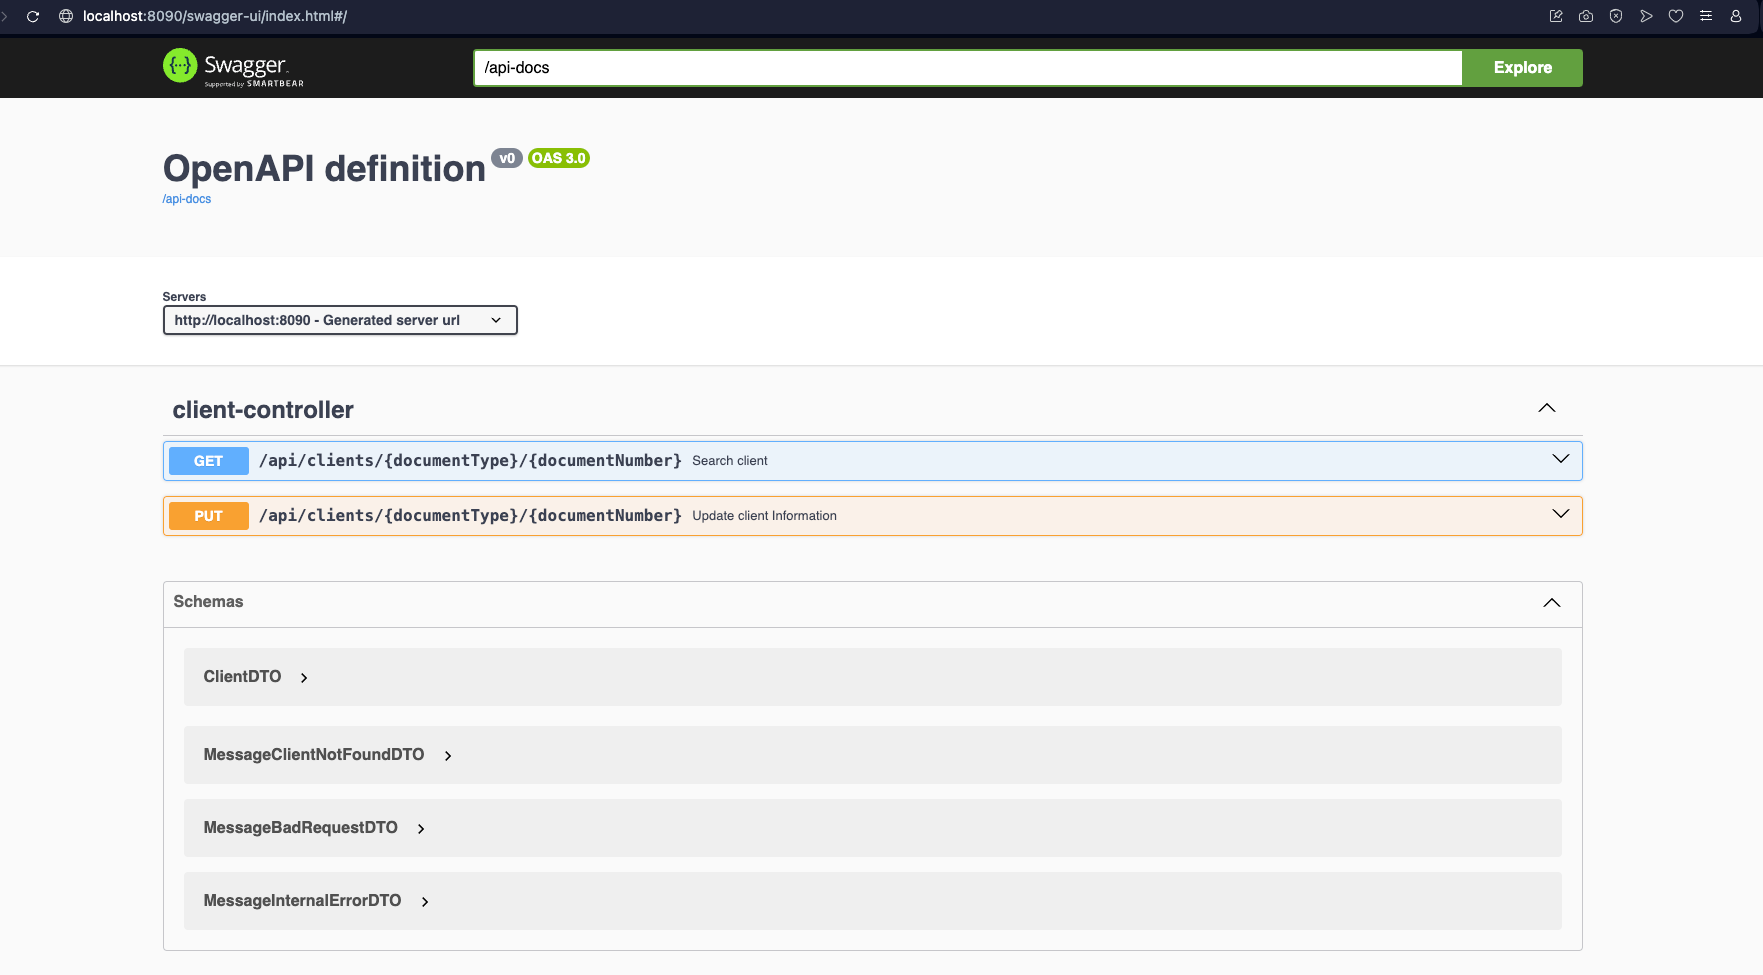 localhost:8090/swagger-ui/index.html#/
Swagger
Supported by SMARTBEAR
/api-docs
Explore
OpenAPI definition v0 OAS 3.0
/api-docs
Servers
http://localhost:8090 - Generated server url
client-controller
GET /api/clients/{documentType}/{documentNumber} Search client
PUT /api/clients/{documentType}/{documentNumber} Update client Information
Schemas
ClientDTO
MessageClientNotFoundDTO
MessageBadRequestDTO
MessageInternalErrorDTO